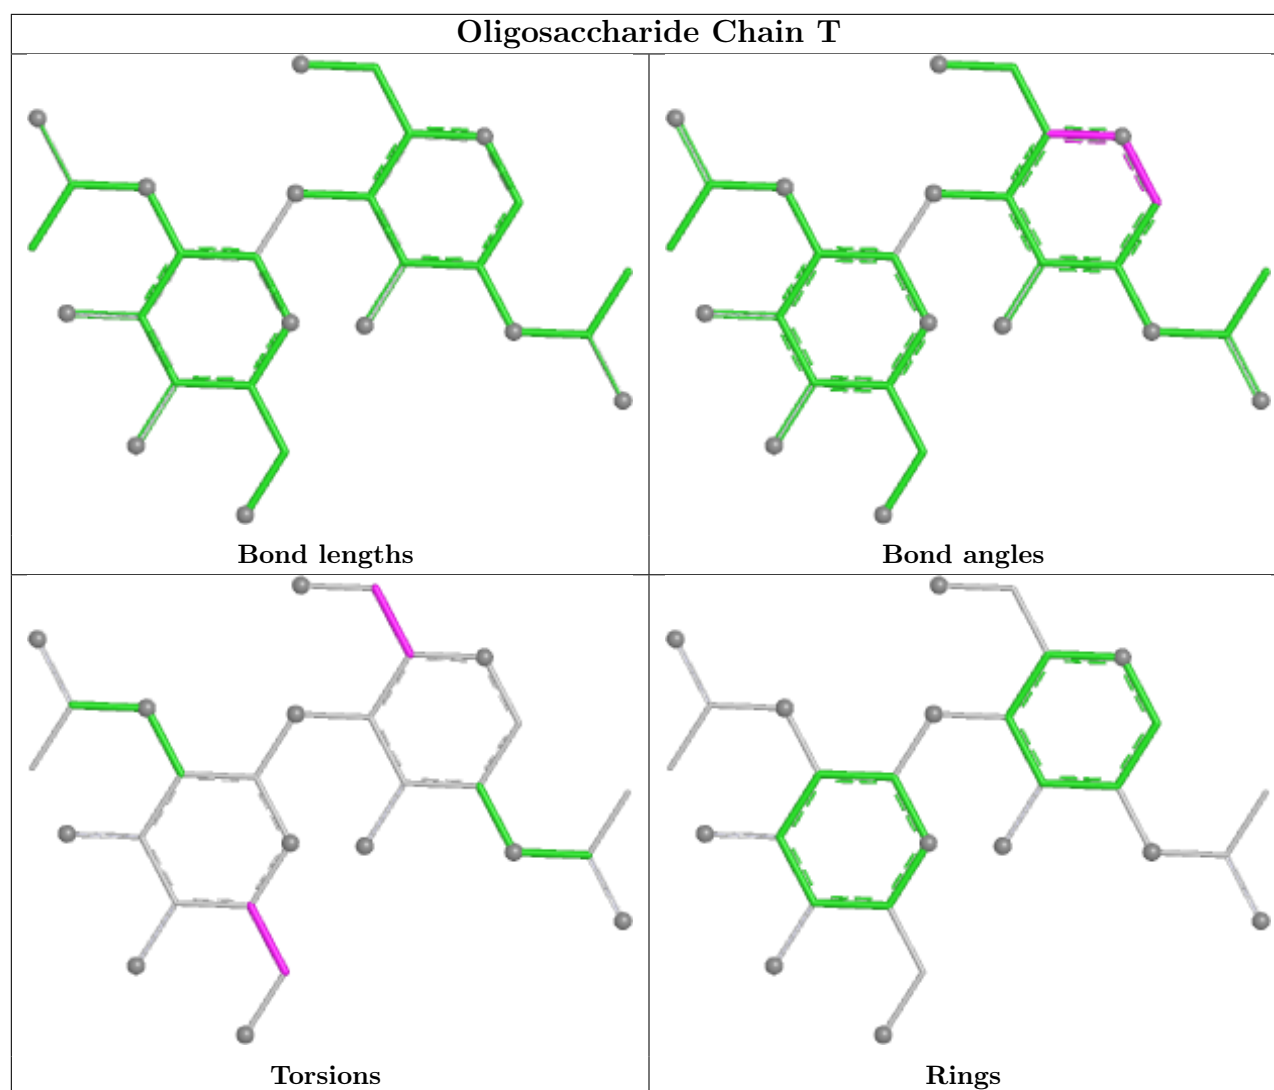 Oligosaccharide Chain T
Bond lengths
Bond angles
Torsions
Rings